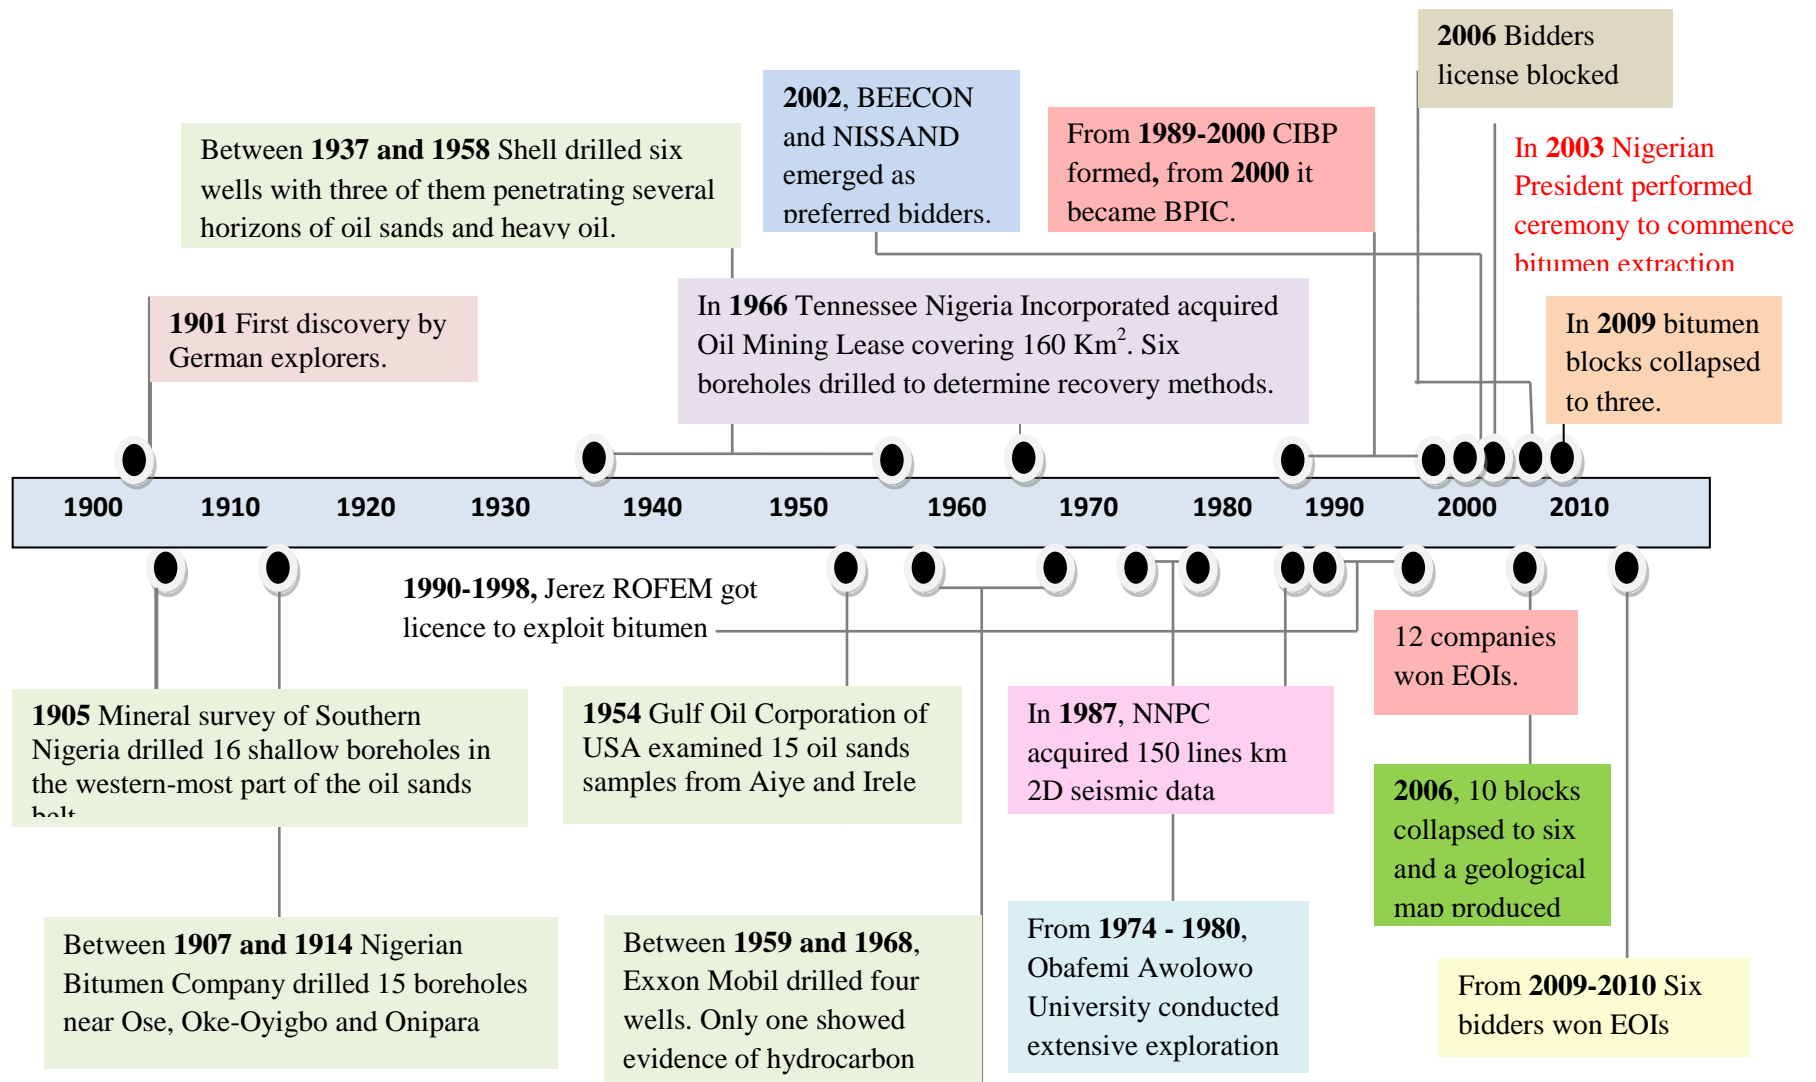 2006 Bidders
license blocked
2002, BEECON
and NISSAND
emerged as
preferred bidders.
From 1989-2000 CIBP
formed, from 2000 it
became BPIC.
Between 1937 and 1958 Shell drilled six
wells with three of them penetrating several
horizons of oil sands and heavy oil.
In 2003 Nigerian
President performed
ceremony to commence
bitumen extraction
1901 First discovery by
German explorers.
In 1966 Tennessee Nigeria Incorporated acquired
Oil Mining Lease covering 160 Km². Six
boreholes drilled to determine recovery methods.
In 2009 bitumen
blocks collapsed
to three.
1900 1910 1920 1930 1940 1950 1960 1970 1980 1990 2000 2010
1990-1998, Jerez ROFEM got
licence to exploit bitumen
12 companies
won EOIs.
1905 Mineral survey of Southern
Nigeria drilled 16 shallow boreholes in
the western-most part of the oil sands
belt
1954 Gulf Oil Corporation of
USA examined 15 oil sands
samples from Aiye and Irele
In 1987, NNPC
acquired 150 lines km
2D seismic data
2006, 10 blocks
collapsed to six
and a geological
map produced
Between 1907 and 1914 Nigerian
Bitumen Company drilled 15 boreholes
near Ose, Oke-Oyigbo and Onipara
Between 1959 and 1968,
Exxon Mobil drilled four
wells. Only one showed
evidence of hydrocarbon
From 1974 - 1980,
Obafemi Awolowo
University conducted
extensive exploration
From 2009-2010 Six
bidders won EOIs